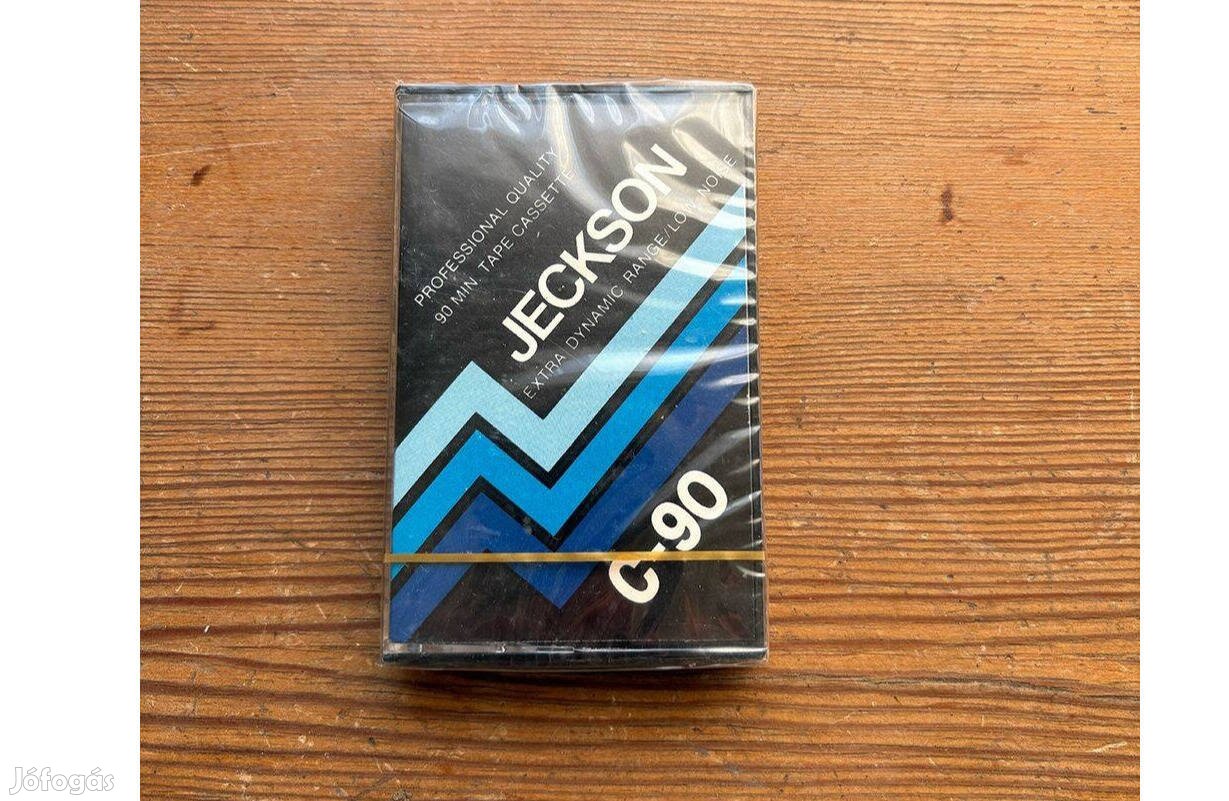 PROFESSIONAL QUALITY
90 MIN TAPE CASSETTE
JECKSON
EXTRA DYNAMIC RANGE/LOW NOISE
C-90
Jófogás